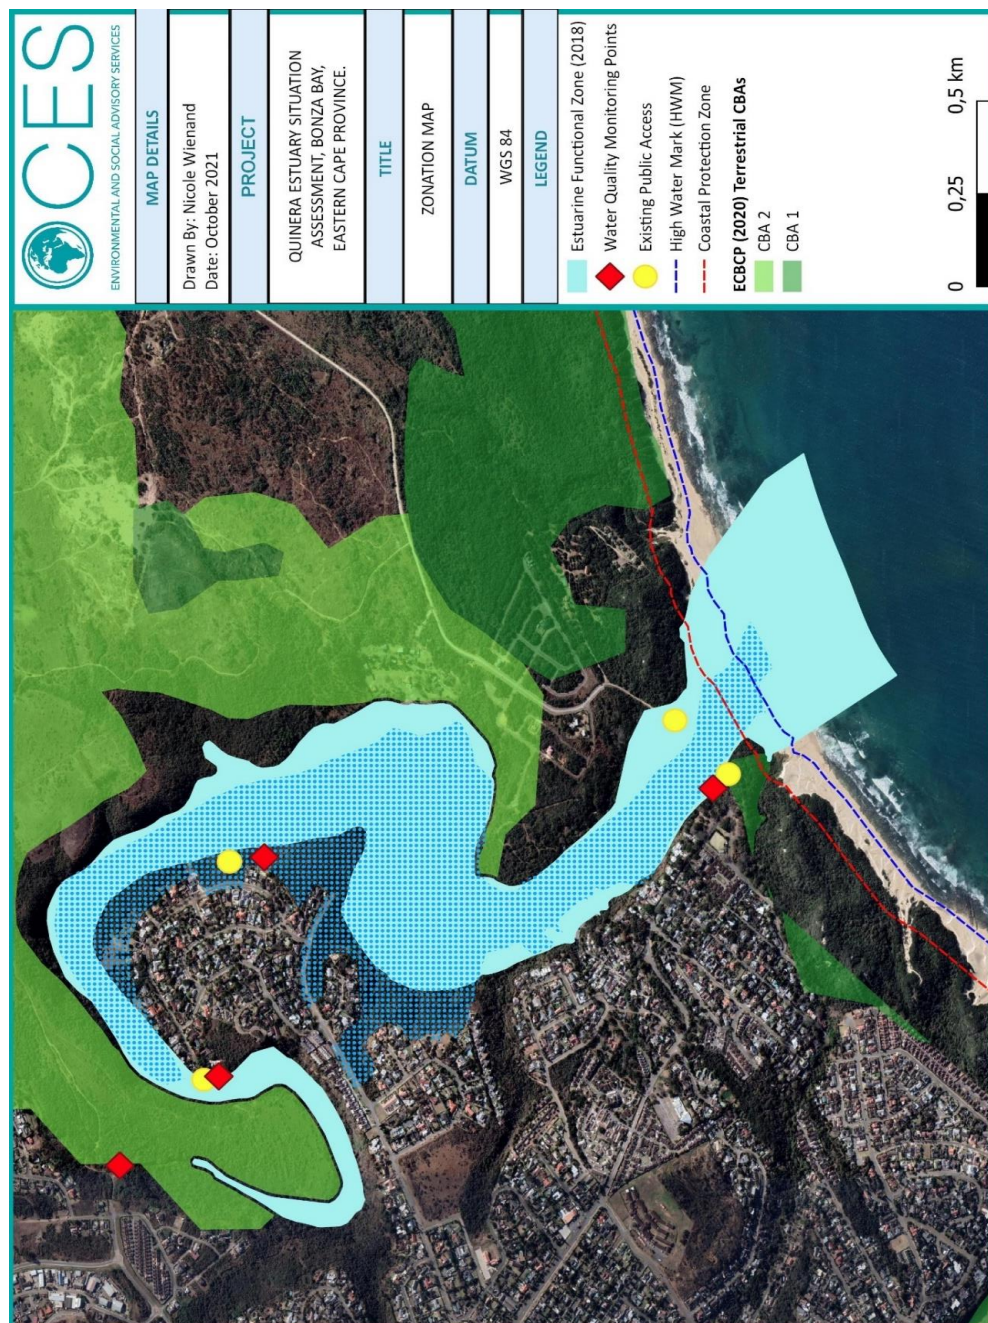 CES
ENVIRONMENTAL AND SOCIAL ADVISORY SERVICES
MAP DETAILS
Drawn By: Nicole Wienand
Date: October 2021
PROJECT
QUINERA ESTUARY SITUATION
ASSESSMENT, BONZA BAY,
EASTERN CAPE PROVINCE.
TITLE
ZONATION MAP
DATUM
WGS 84
LEGEND
Estuarine Functional Zone (2018)
Water Quality Monitoring Points
Existing Public Access
High Water Mark (HWM)
Coastal Protection Zone
ECBCP (2020) Terrestrial CBAs
CBA 2
CBA 1
0 0,25 0,5 km